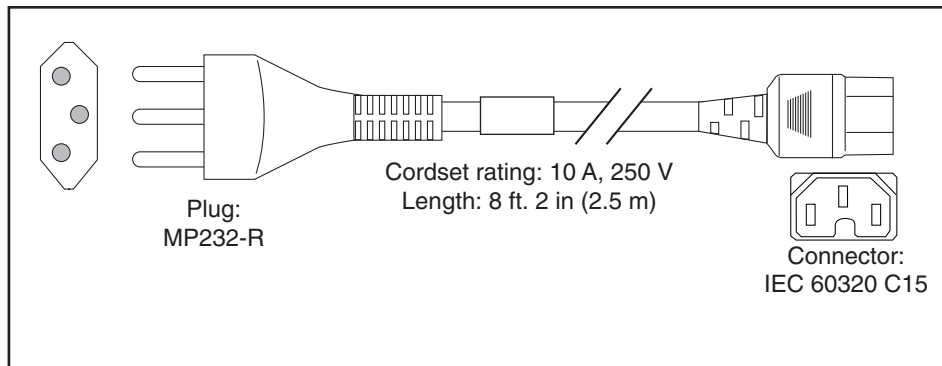 Cordset rating: 10 A, 250 V
Length: 8 ft. 2 in (2.5 m)
Plug:
MP232-R
Connector:
IEC 60320 C15